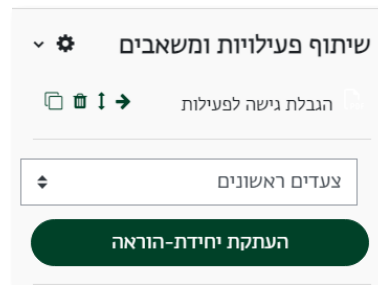 שיתוף פעילויות ומשאבים
הגבלת גישה לפעילות
צעדים ראשונים
העתקת יחידת-הוראה